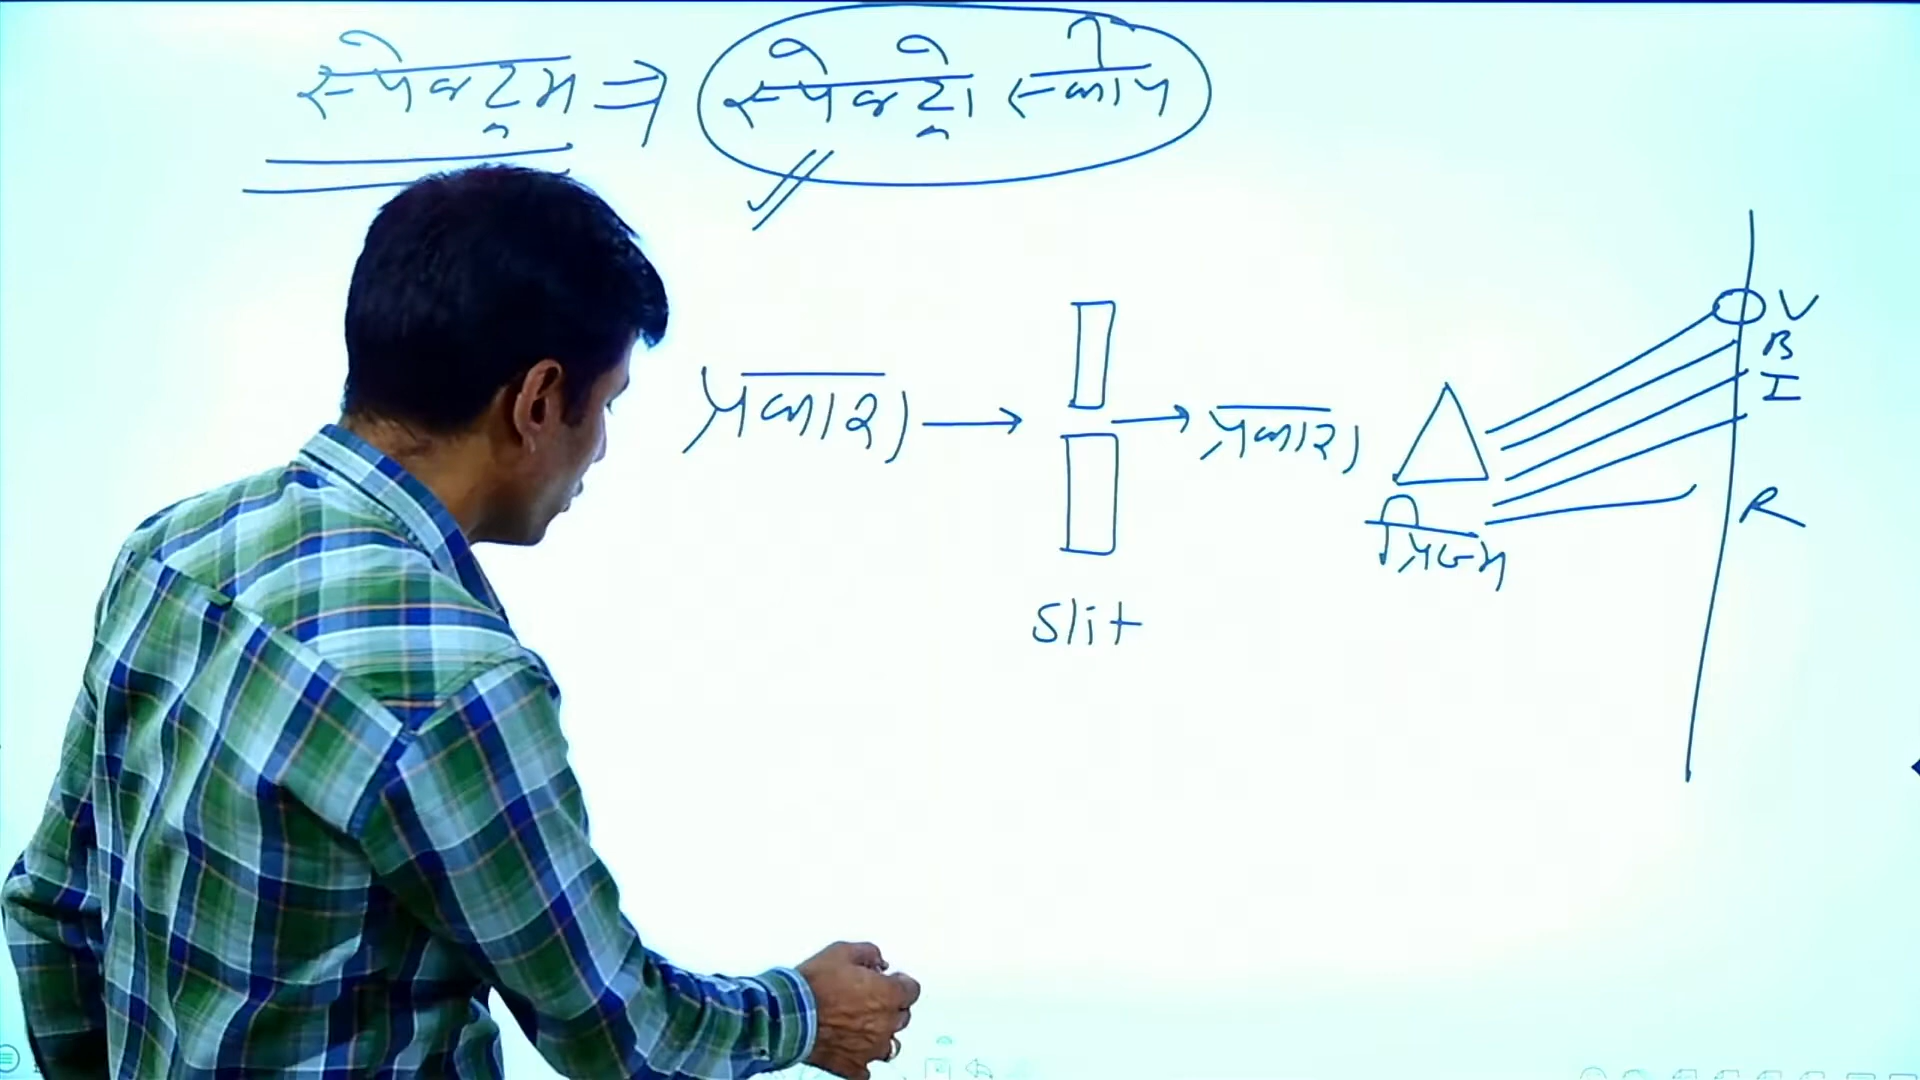 स्पेक्ट्रम ⇒ स्पेक्ट्रोस्कोप
V
B
I
प्रकाश → → प्रकाश
R
प्रिज्म
Slit